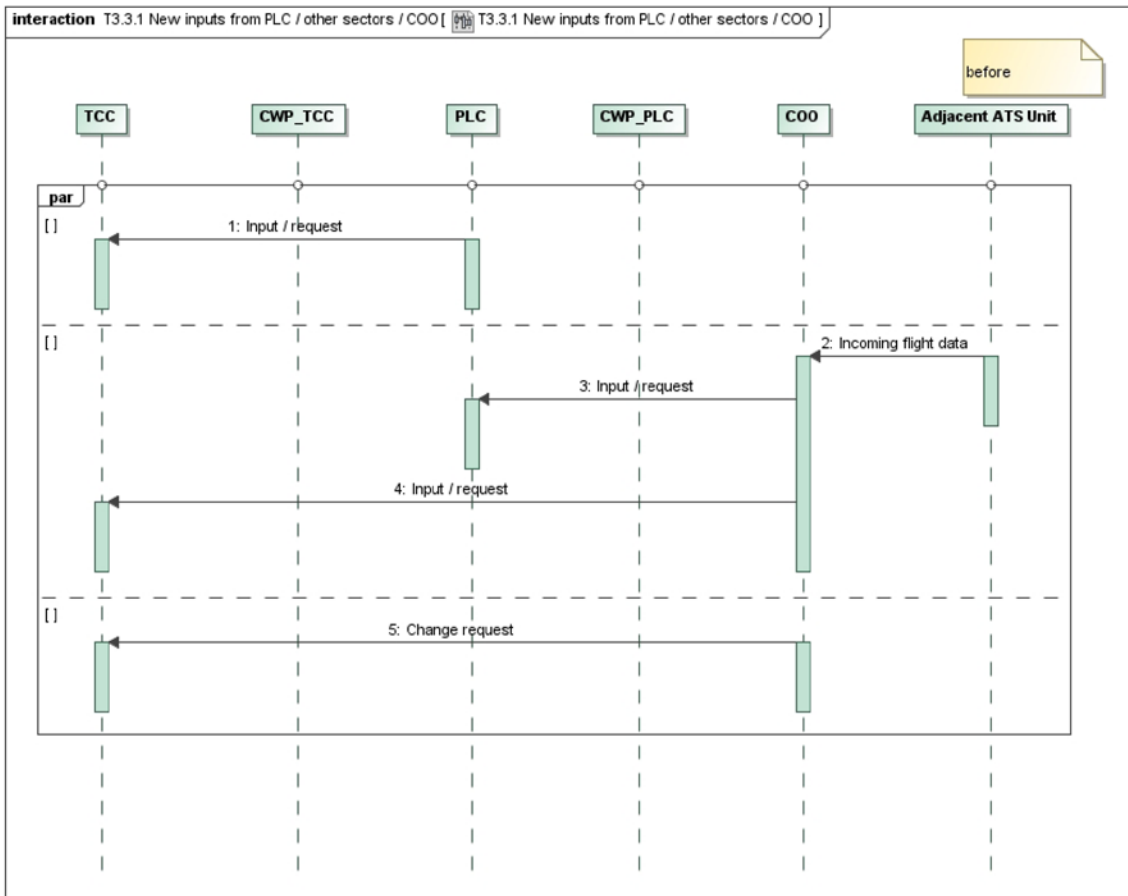 interaction T3.3.1 New inputs from PLC / other sectors / COO [ T3.3.1 New inputs from PLC / other sectors / COO ]
before
TCC CWP_TCC PLC CWP_PLC COO Adjacent ATS Unit
par
[ ]
1: Input / request
[ ]
2: Incoming flight data
3: Input / request
4: Input / request
[ ]
5: Change request